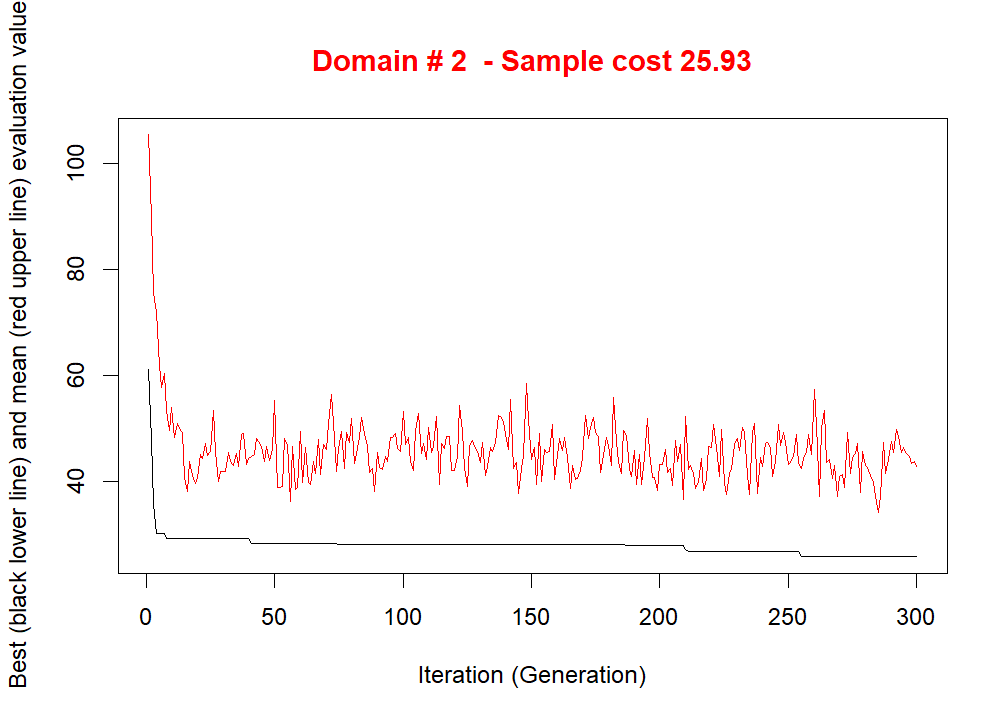 Domain # 2  - Sample cost 25.93
Best (black lower line) and mean (red upper line) evaluation value
100
80
60
40
0 50 100 150 200 250 300
Iteration (Generation)